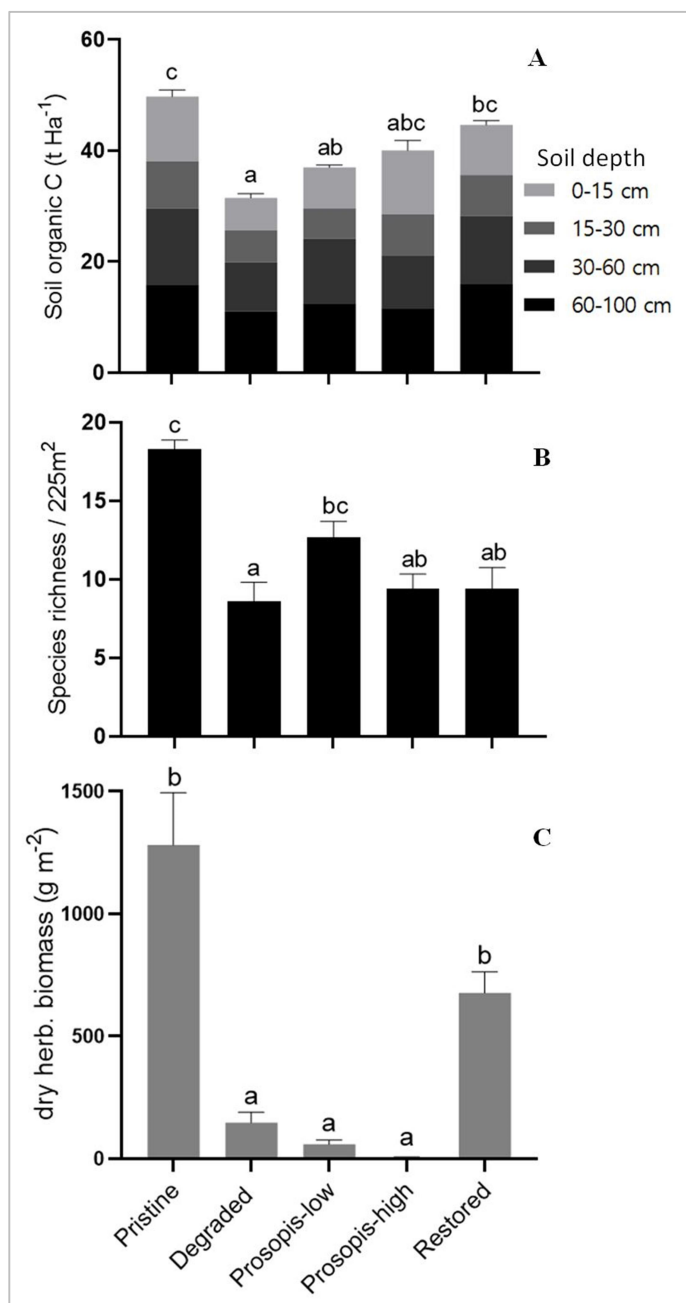 A
Soil organic C (t Ha⁻¹)
60
40
20
0
c
a
ab
abc
bc
Soil depth
0-15 cm
15-30 cm
30-60 cm
60-100 cm
B
Species richness / 225m²
20
15
10
5
0
c
a
bc
ab
ab
C
dry herb. biomass (g m⁻²)
1500
1000
500
0
b
a
a
a
b
Pristine
Degraded
Prosopis-low
Prosopis-high
Restored